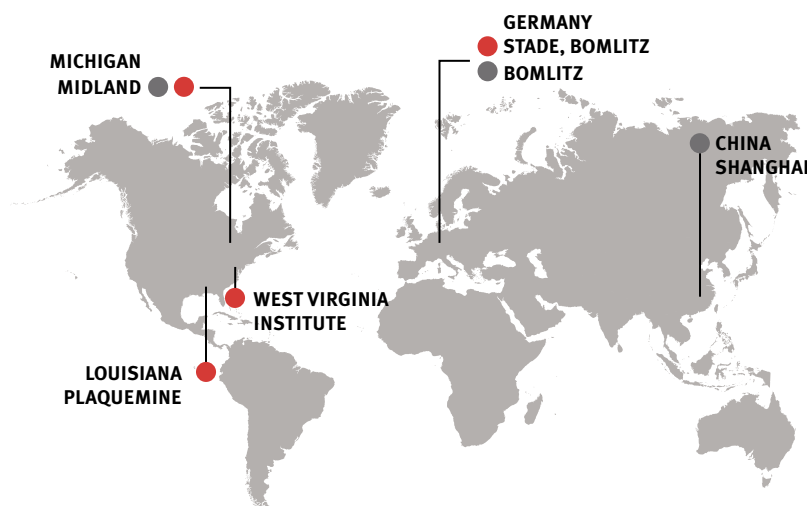 MICHIGAN
MIDLAND
GERMANY
STADE, BOMLITZ
BOMLITZ
CHINA
SHANGHAI
WEST VIRGINIA
INSTITUTE
LOUISIANA
PLAQUEMINE